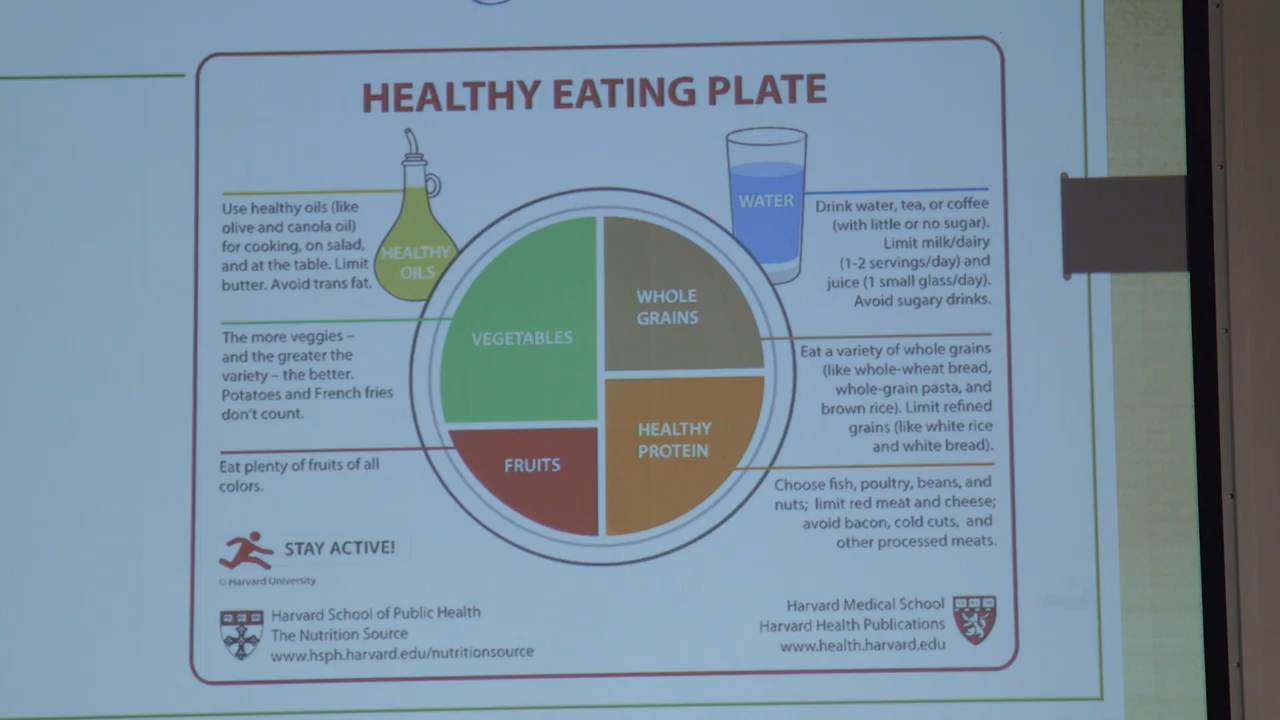 HEALTHY EATING PLATE
Use healthy oils (like
olive and canola oil)
for cooking, on salad,
and at the table. Limit
butter. Avoid trans fat.
HEALTHY
OILS
WATER
Drink water, tea, or coffee
(with little or no sugar).
Limit milk/dairy
(1-2 servings/day) and
juice (1 small glass/day).
Avoid sugary drinks.
The more veggies –
and the greater the
variety – the better.
Potatoes and French fries
don't count.
VEGETABLES
WHOLE
GRAINS
Eat a variety of whole grains
(like whole-wheat bread,
whole-grain pasta, and
brown rice). Limit refined
grains (like white rice
and white bread).
Eat plenty of fruits of all
colors.
FRUITS
HEALTHY
PROTEIN
Choose fish, poultry, beans, and
nuts; limit red meat and cheese;
avoid bacon, cold cuts, and
other processed meats.
STAY ACTIVE!
© Harvard University
Harvard School of Public Health
The Nutrition Source
www.hsph.harvard.edu/nutritionsource
Harvard Medical School
Harvard Health Publications
www.health.harvard.edu